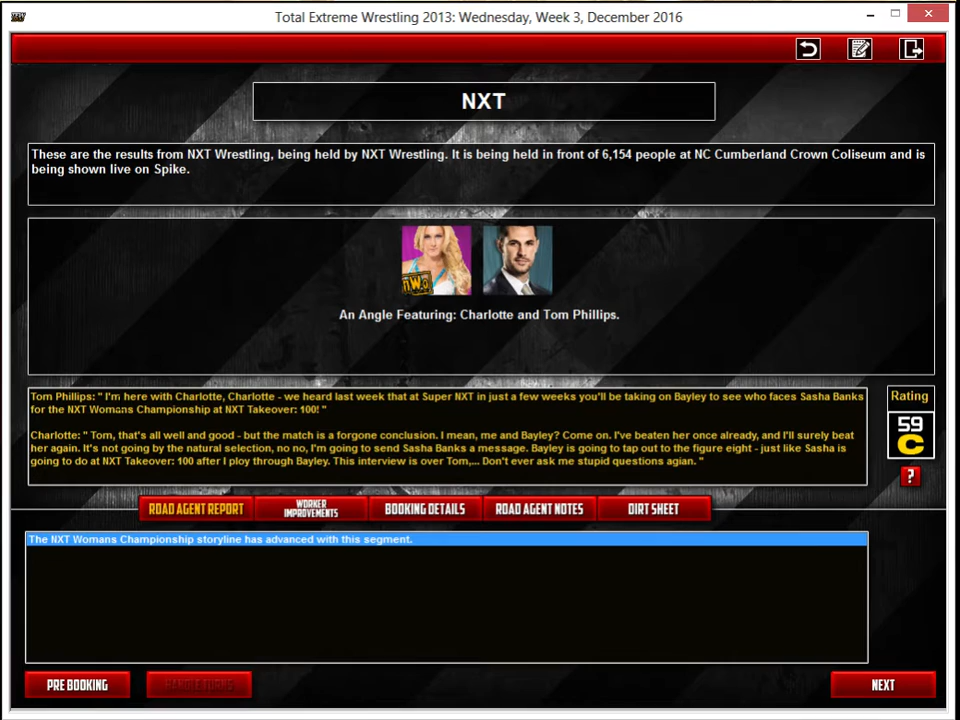 Total Extreme Wrestling 2013: Wednesday, Week 3, December 2016
NXT
These are the results from NXT Wrestling, being held by NXT Wrestling. It is being held in front of 6,154 people at NC Cumberland Crown Coliseum and is
being shown live on Spike.
nWo
An Angle Featuring: Charlotte and Tom Phillips.
Tom Phillips: " I'm here with Charlotte, Charlotte - we heard last week that at Super NXT in just a few weeks you'll be taking on Bayley to see who faces Sasha Banks
for the NXT Womans Championship at NXT Takeover: 100! "
Charlotte: " Tom, that's all well and good - but the match is a forgone conclusion. I mean, me and Bayley? Come on. I've beaten her once already, and I'll surely beat
her again. It's not going by the natural selection, no no, I'm going to send Sasha Banks a message. Bayley is going to tap out to the figure eight - just like Sasha is
going to do at NXT Takeover: 100 after I ploy through Bayley. This interview is over Tom,... Don't ever ask me stupid questions agian. "
Rating
59
C
?
ROAD AGENT REPORT
WORKER
IMPROVEMENTS
BOOKING DETAILS
ROAD AGENT NOTES
DIRT SHEET
The NXT Womans Championship storyline has advanced with this segment.
PRE BOOKING
HANDLE TURNS
NEXT